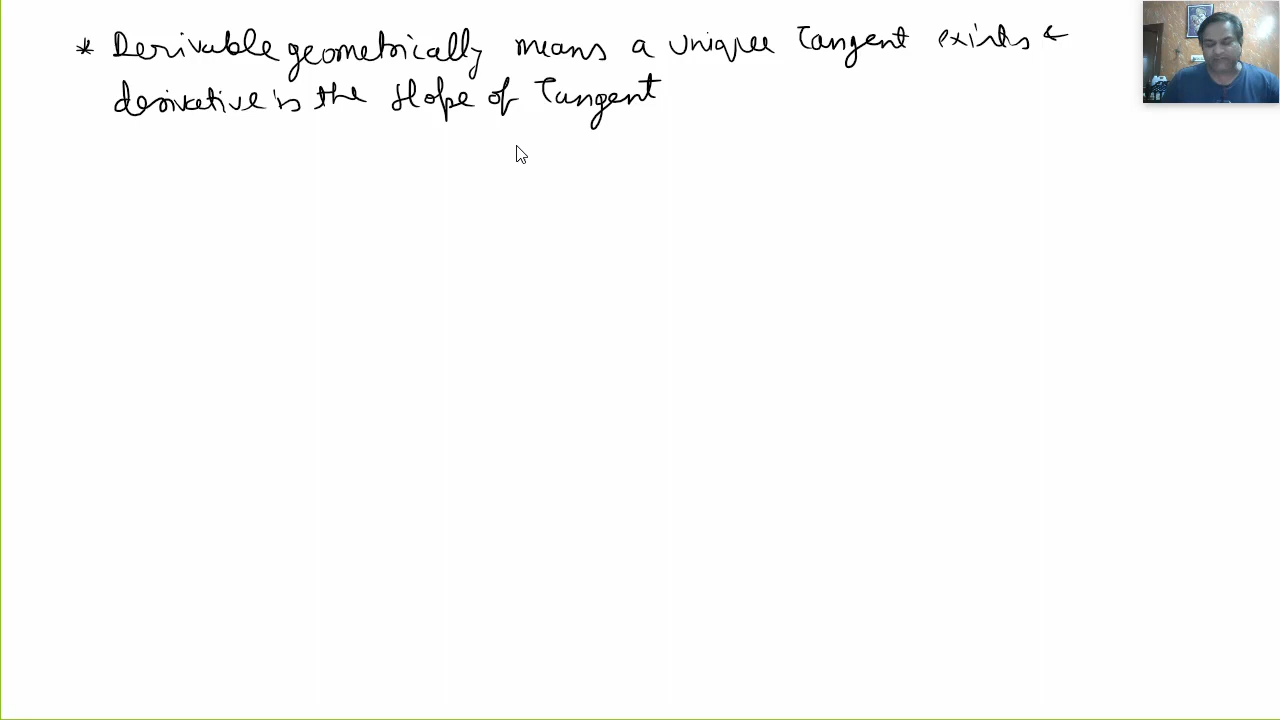 * Derivable geometrically means a unique Tangent exists &
derivative is the slope of Tangent